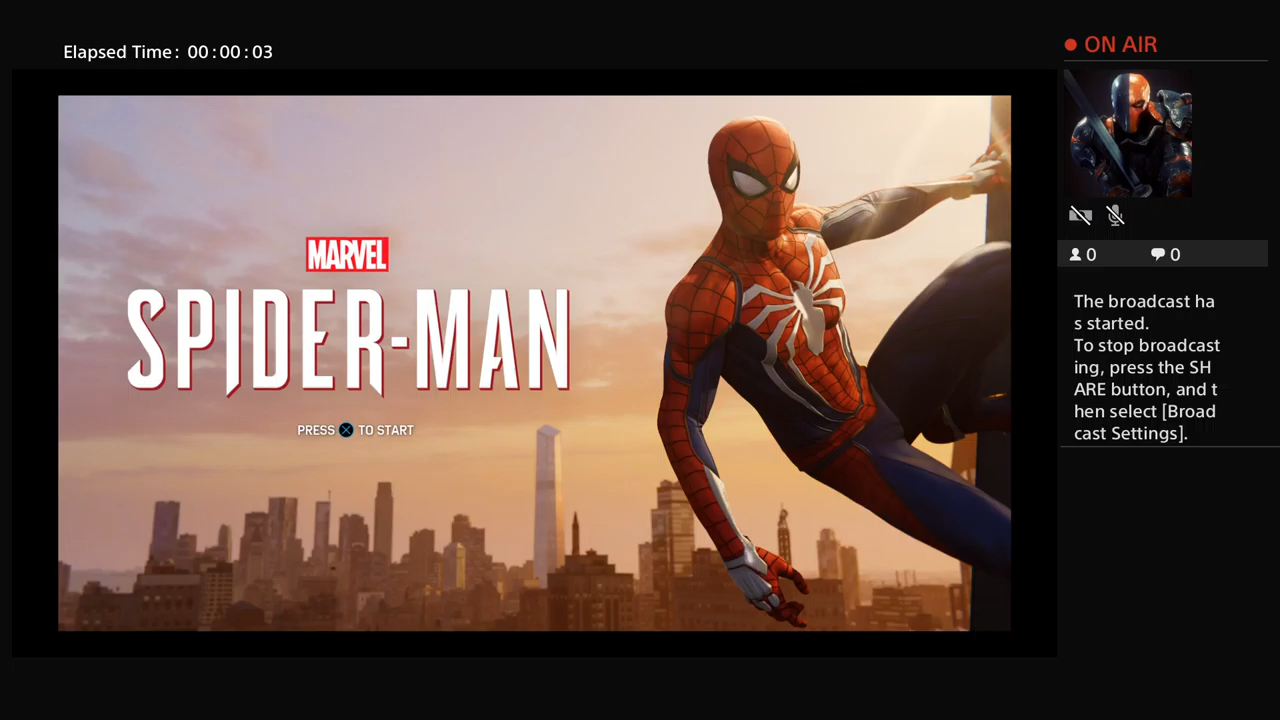 Elapsed Time: 00:00:03
ON AIR
MARVEL
SPIDER-MAN
PRESS TO START
0 0
The broadcast ha
s started.
To stop broadcast
ing, press the SH
ARE button, and t
hen select [Broad
cast Settings].